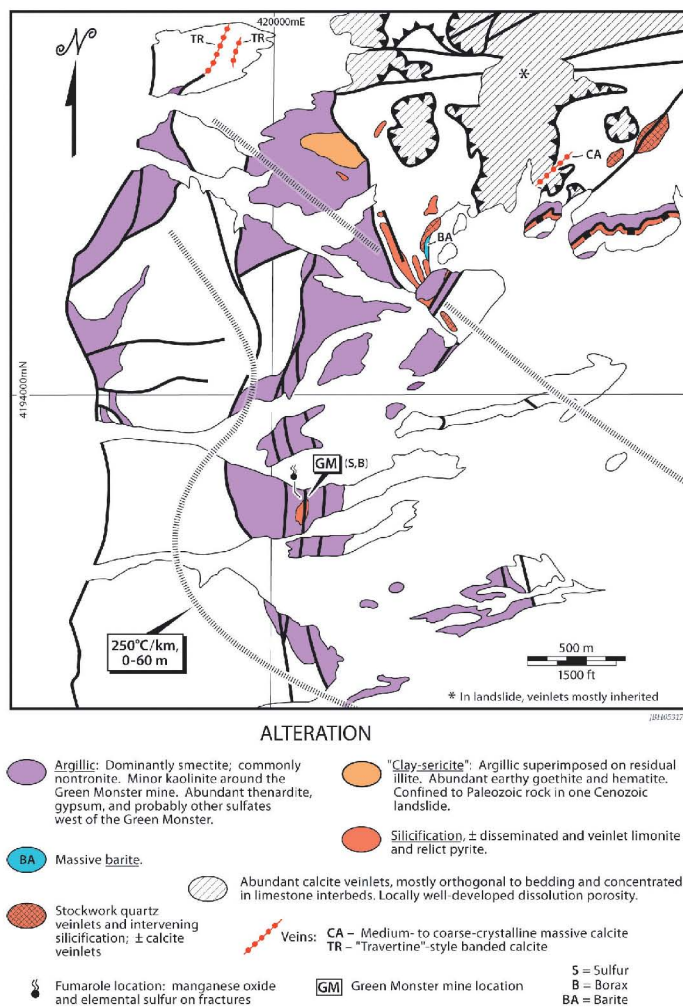 420000mE
N
TR
TR
*
CA
BA
4194000mN
GM (S,B)
250°C/km,
0-60 m
500 m
1500 ft
* In landslide, veinlets mostly inherited
ALTERATION
Argillic: Dominantly smectite; commonly
nontronite. Minor kaolinite around the
Green Monster mine. Abundant thenardite,
gypsum, and probably other sulfates
west of the Green Monster.
"Clay-sericite": Argillic superimposed on residual
illite. Abundant earthy goethite and hematite.
Confined to Paleozoic rock in one Cenozoic
landslide.
Silicification, ± disseminated and veinlet limonite
and relict pyrite.
BA Massive barite.
Abundant calcite veinlets, mostly orthogonal to bedding and concentrated
in limestone interbeds. Locally well-developed dissolution porosity.
Stockwork quartz
veinlets and intervening
silicification; ± calcite
veinlets
Veins: CA – Medium- to coarse-crystalline massive calcite
TR – "Travertine"-style banded calcite
Fumarole location: manganese oxide
and elemental sulfur on fractures
GM Green Monster mine location
S = Sulfur
B = Borax
BA = Barite